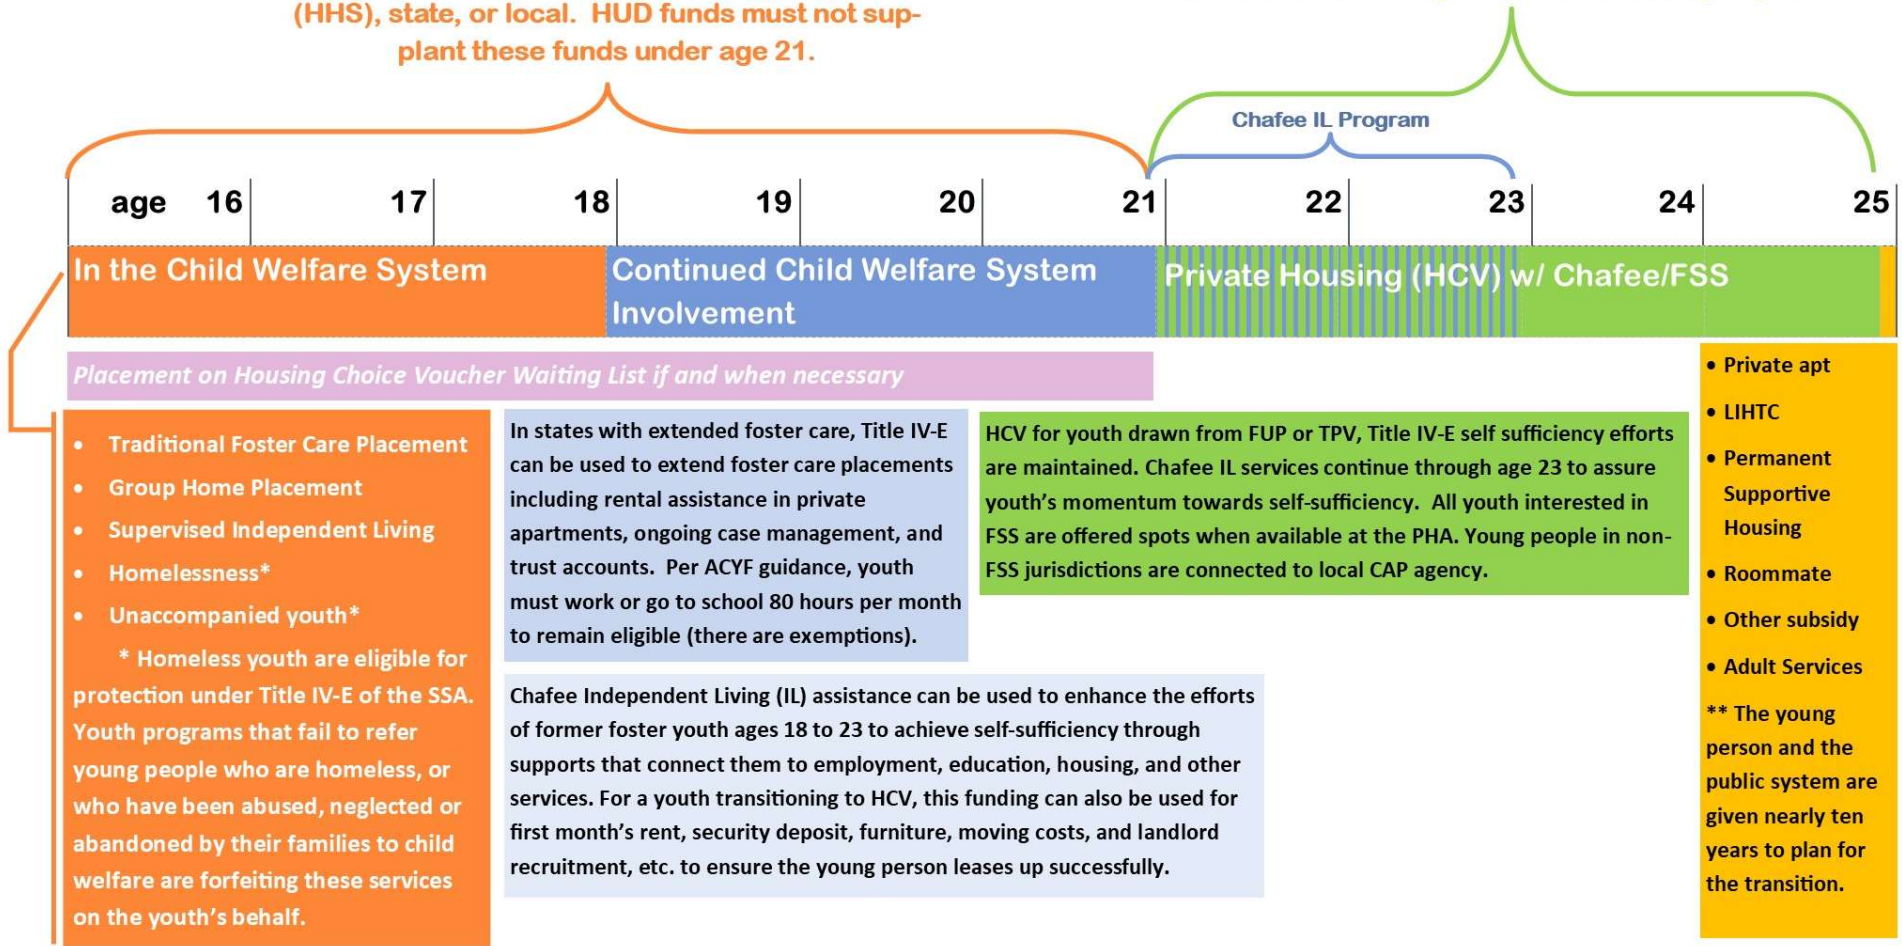 (HHS), state, or local.  HUD funds must not sup-
plant these funds under age 21.
Chafee IL Program
age 16 17 18 19 20 21 22 23 24 25
In the Child Welfare System
Continued Child Welfare System
Involvement
Private Housing (HCV) w/ Chafee/FSS
Placement on Housing Choice Voucher Waiting List if and when necessary
• Traditional Foster Care Placement
• Group Home Placement
• Supervised Independent Living
• Homelessness*
• Unaccompanied youth*
* Homeless youth are eligible for
protection under Title IV-E of the SSA.
Youth programs that fail to refer
young people who are homeless, or
who have been abused, neglected or
abandoned by their families to child
welfare are forfeiting these services
on the youth's behalf.
In states with extended foster care, Title IV-E
can be used to extend foster care placements
including rental assistance in private
apartments, ongoing case management, and
trust accounts.  Per ACYF guidance, youth
must work or go to school 80 hours per month
to remain eligible (there are exemptions).
Chafee Independent Living (IL) assistance can be used to enhance the efforts
of former foster youth ages 18 to 23 to achieve self-sufficiency through
supports that connect them to employment, education, housing, and other
services. For a youth transitioning to HCV, this funding can also be used for
first month's rent, security deposit, furniture, moving costs, and landlord
recruitment, etc. to ensure the young person leases up successfully.
HCV for youth drawn from FUP or TPV, Title IV-E self sufficiency efforts
are maintained. Chafee IL services continue through age 23 to assure
youth's momentum towards self-sufficiency.  All youth interested in
FSS are offered spots when available at the PHA. Young people in non-
FSS jurisdictions are connected to local CAP agency.
• Private apt
• LIHTC
• Permanent
Supportive
Housing
• Roommate
• Other subsidy
• Adult Services
** The young
person and the
public system are
given nearly ten
years to plan for
the transition.